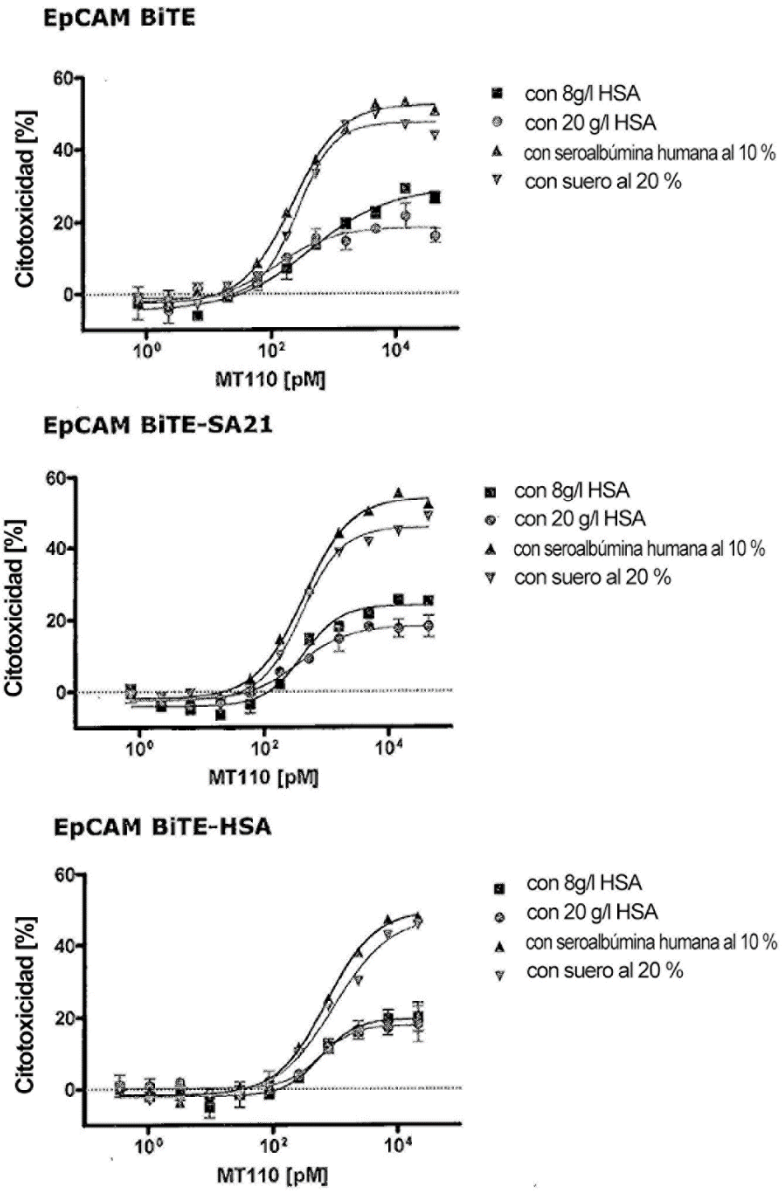 EpCAM BiTE
60
40
20
0
Citotoxicidad [%]
10⁰ 10² 10⁴
MT110 [pM]
con 8g/l HSA
con 20 g/l HSA
con seroalbúmina humana al 10 %
con suero al 20 %
EpCAM BiTE-SA21
60
40
20
0
Citotoxicidad [%]
10⁰ 10² 10⁴
MT110 [pM]
con 8g/l HSA
con 20 g/l HSA
con seroalbúmina humana al 10 %
con suero al 20 %
EpCAM BiTE-HSA
60
40
20
0
Citotoxicidad [%]
10⁰ 10² 10⁴
MT110 [pM]
con 8g/l HSA
con 20 g/l HSA
con seroalbúmina humana al 10 %
con suero al 20 %